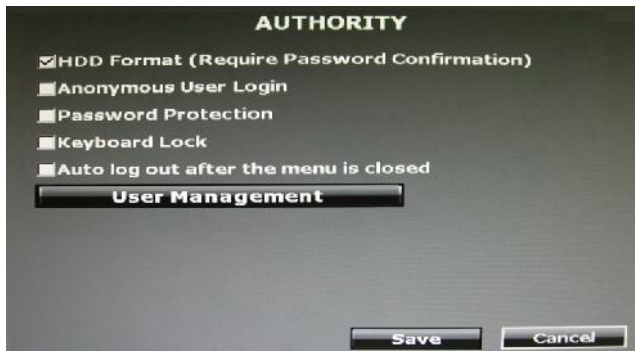 AUTHORITY
HDD Format (Require Password Confirmation)
Anonymous User Login
Password Protection
Keyboard Lock
Auto log out after the menu is closed
User Management
Save Cancel